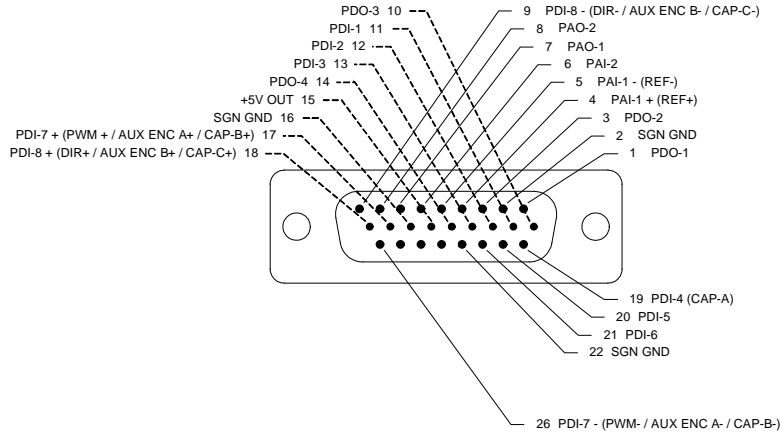 PDO-3 10
PDI-1 11
PDI-2 12
PDI-3 13
PDO-4 14
+5V OUT 15
SGN GND 16
PDI-7 + (PWM + / AUX ENC A+ / CAP-B+) 17
PDI-8 + (DIR+ / AUX ENC B+ / CAP-C+) 18
9 PDI-8 - (DIR- / AUX ENC B- / CAP-C-)
8 PAO-2
7 PAO-1
6 PAI-2
5 PAI-1 - (REF-)
4 PAI-1 + (REF+)
3 PDO-2
2 SGN GND
1 PDO-1
19 PDI-4 (CAP-A)
20 PDI-5
21 PDI-6
22 SGN GND
26 PDI-7 - (PWM- / AUX ENC A- / CAP-B-)